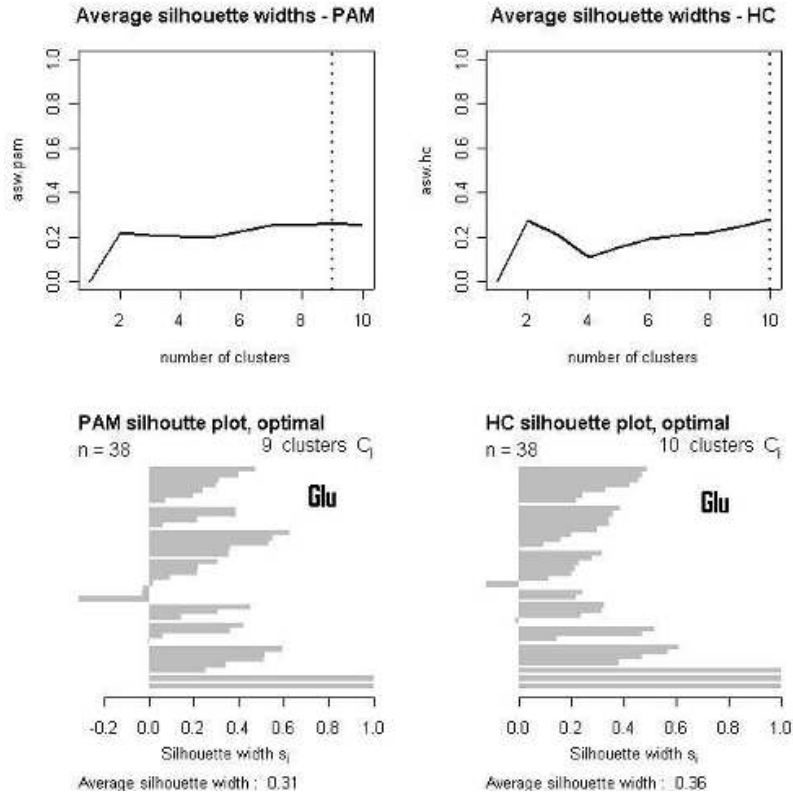 Average silhouette widths - PAM
asw.pam
0.0 0.2 0.4 0.6 0.8 1.0
2 4 6 8 10
number of clusters
Average silhouette widths - HC
asw.hc
0.0 0.2 0.4 0.6 0.8 1.0
2 4 6 8 10
number of clusters
PAM silhoutte plot, optimal
n = 38
9 clusters Cj
Glu
-0.2 0.0 0.2 0.4 0.6 0.8 1.0
Silhouette width si
Average silhouette width : 0.31
HC silhouette plot, optimal
n = 38
10 clusters Cj
Glu
0.0 0.2 0.4 0.6 0.8 1.0
Silhouette width si
Average silhouette width : 0.36